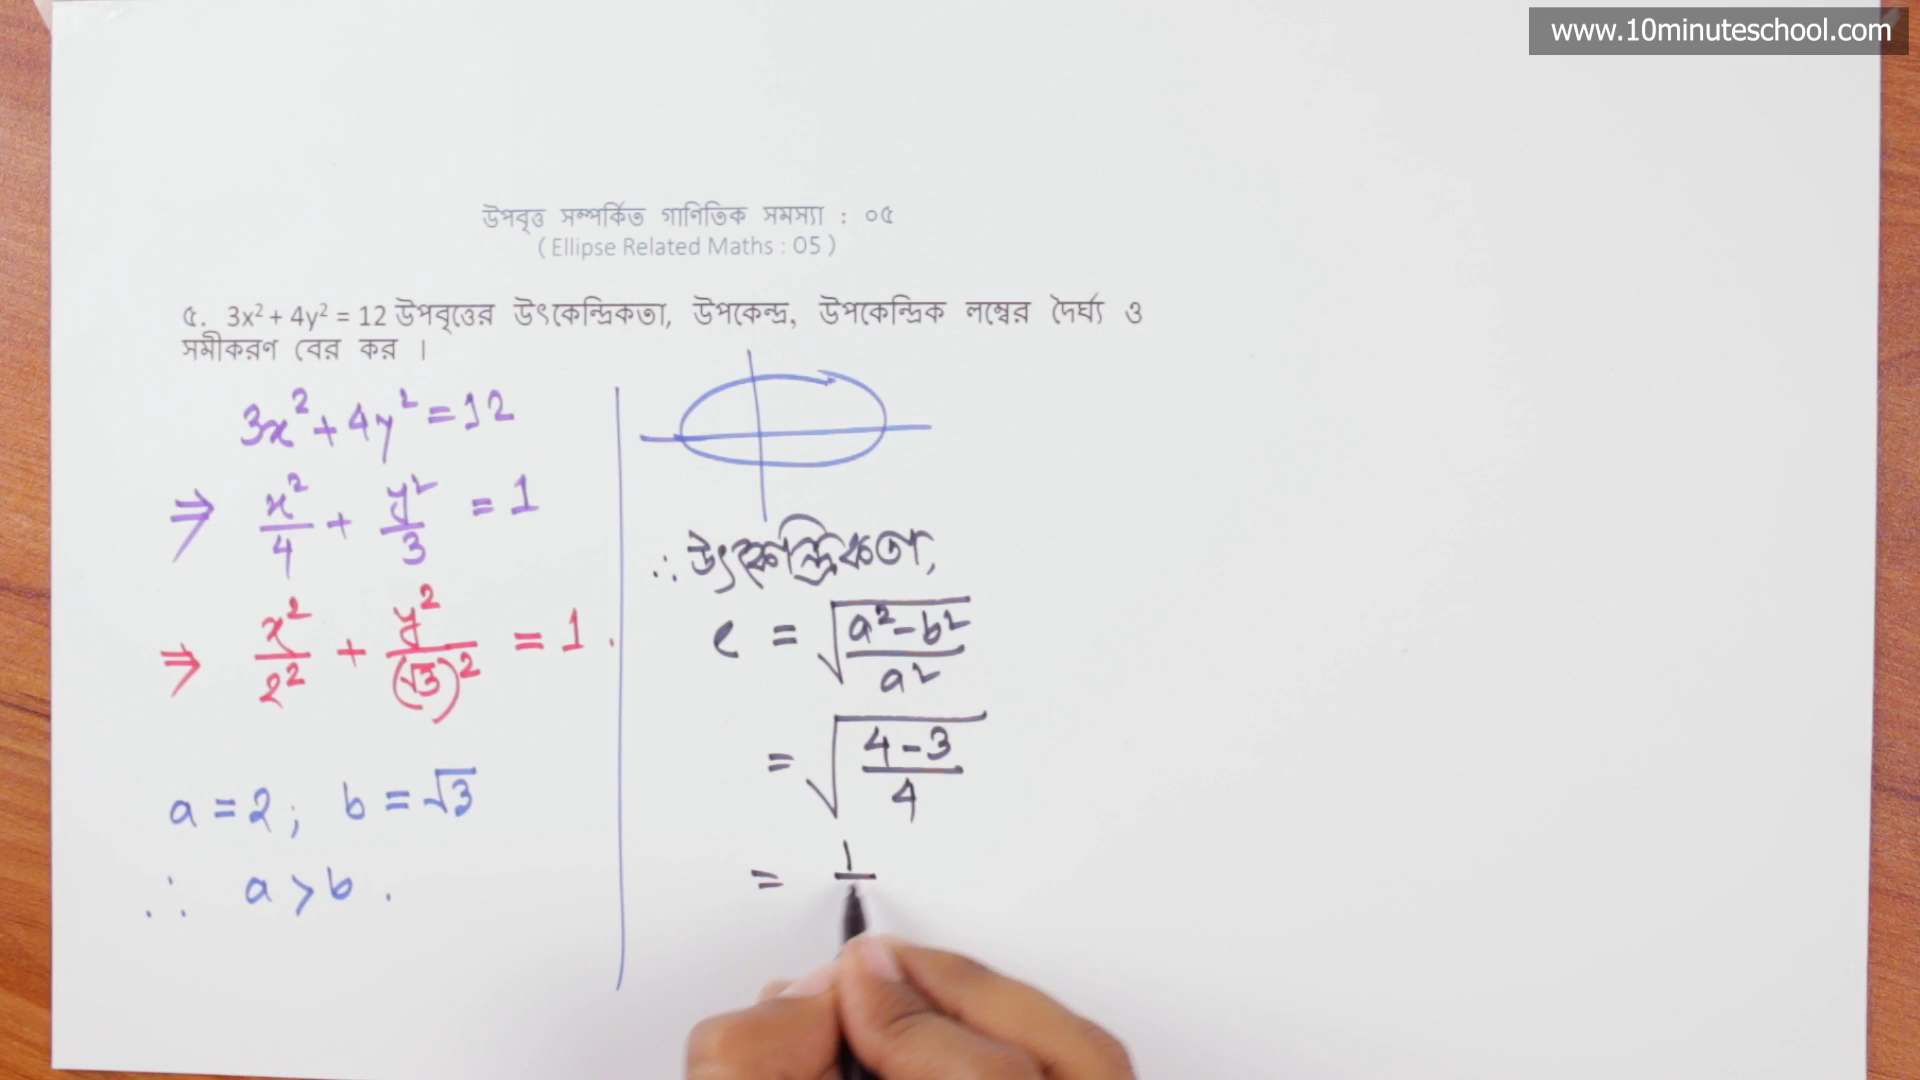 www.10minuteschool.com
উপবৃত্ত সম্পর্কিত গাণিতিক সমস্যা : ০৫
( Ellipse Related Maths : 05 )
৫. 3x² + 4y² = 12 উপবৃত্তের উৎকেন্দ্রিকতা, উপকেন্দ্র, উপকেন্দ্রিক লম্বের দৈর্ঘ্য ও
সমীকরণ বের কর ।
3x² + 4y² = 12
⇒ x²/4 + y²/3 = 1
⇒ x²/2² + y²/(√3)² = 1.
a = 2; b = √3
∴ a > b.
∴ উৎকেন্দ্রিকতা,
e = √((a²-b²)/a²)
= √((4-3)/4)
= 1/